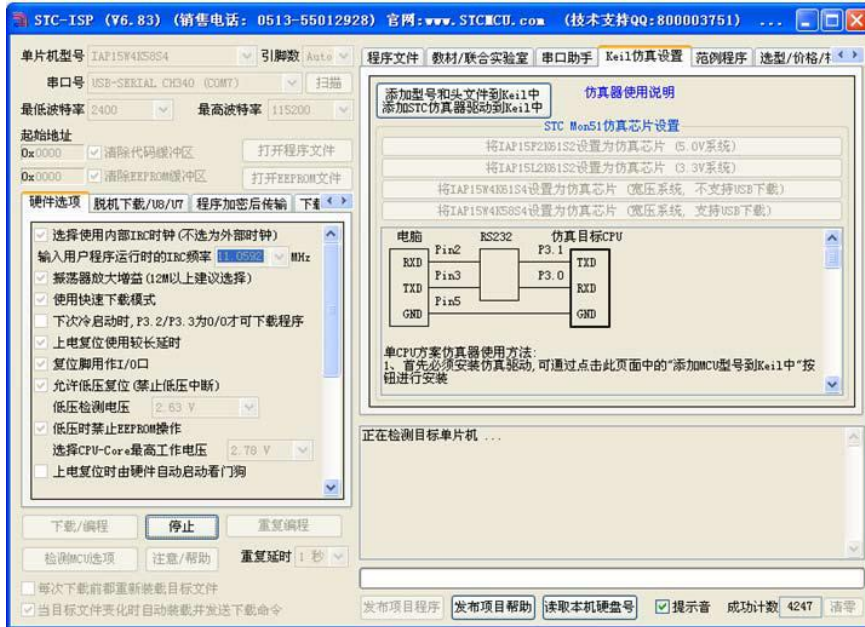 STC-ISP (V6.83) (销售电话: 0513-55012928) 官网:www.STCMCU.com (技术支持QQ:800003751) ...
单片机型号 IAP15W4K58S4 引脚数 Auto
串口号 USB-SERIAL CH340 (COM7) 扫描
最低波特率 2400 最高波特率 115200
起始地址
0x0000 清除代码缓冲区 打开程序文件
0x0000 清除EEPROM缓冲区 打开EEPROM文件
硬件选项 脱机下载/U8/U7 程序加密后传输
选择使用内部IRC时钟(不选为外部时钟)
输入用户程序运行时的IRC频率 11.0592 MHz
振荡器放大增益(12M以上建议选择)
使用快速下载模式
下次冷启动时,P3.2/P3.3为0/0才可下载程序
上电复位使用较长延时
复位脚用作I/O口
允许低压复位(禁止低压中断)
低压检测电压 2.63 V
低压时禁止EEPROM操作
选择CPU-Core最高工作电压 2.78 V
上电复位时由硬件自动启动看门狗
下载/编程 停止 重复编程
检测MCU选项 注意/帮助 重复延时 1 秒
每次下载前都重新装载目标文件
当目标文件变化时自动装载并发送下载命令
程序文件 教材/联合实验室 串口助手 Keil仿真设置 范例程序 选型/价格/
添加型号和头文件到Keil中
添加STC仿真器驱动到Keil中
仿真器使用说明
STC Mon51仿真芯片设置
将IAP15F2K61S2设置为仿真芯片 (5.0V系统)
将IAP15L2K61S2设置为仿真芯片 (3.3V系统)
将IAP15W4K61S4设置为仿真芯片 (宽压系统, 不支持USB下载)
将IAP15W4K58S4设置为仿真芯片 (宽压系统, 支持USB下载)
电脑 RS232 仿真目标CPU
RXD Pin2 P3.1 TXD
TXD Pin3 P3.0 RXD
GND Pin5 GND
单CPU方案仿真器使用方法:
1、首先必须安装仿真驱动,可通过点击此页面中的“添加MCU型号到Keil中”按
钮进行安装
正在检测目标单片机 ...
发布项目程序 发布项目帮助 读取本机硬盘号 提示音 成功计数 4247 清零